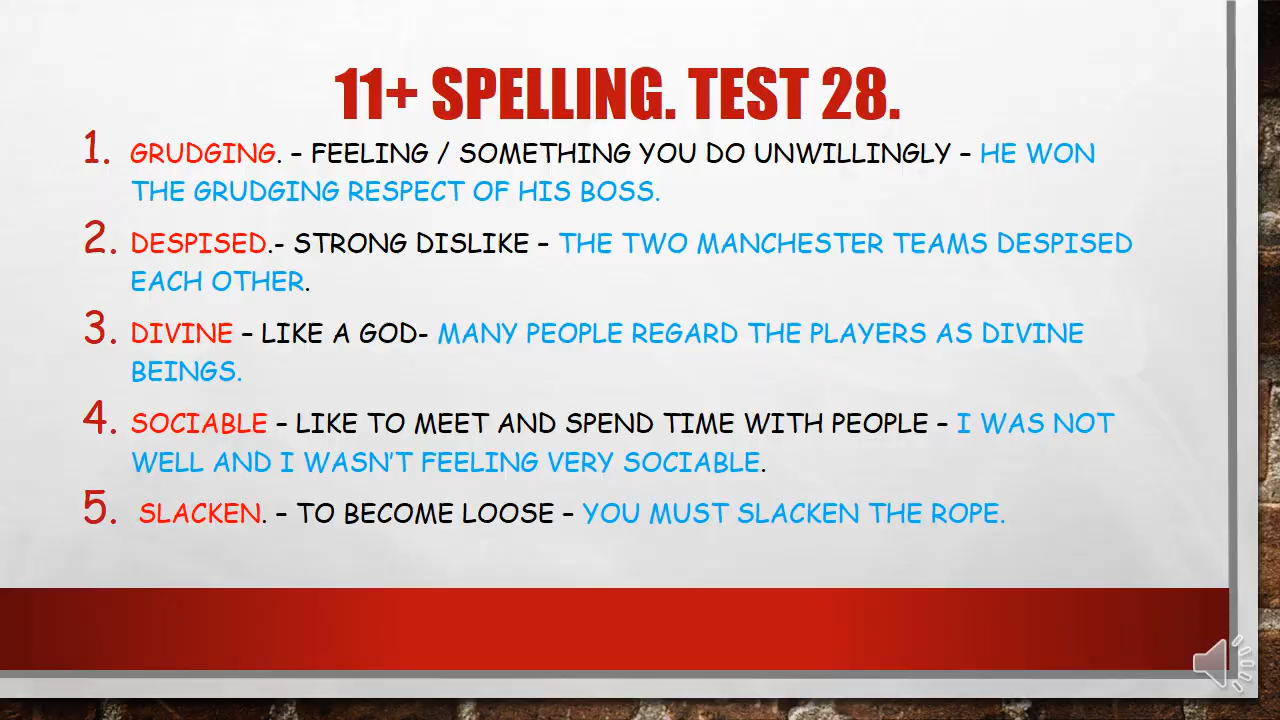 11+ SPELLING. TEST 28.
1. GRUDGING. – FEELING / SOMETHING YOU DO UNWILLINGLY – HE WON
THE GRUDGING RESPECT OF HIS BOSS.
2. DESPISED.- STRONG DISLIKE – THE TWO MANCHESTER TEAMS DESPISED
EACH OTHER.
3. DIVINE – LIKE A GOD- MANY PEOPLE REGARD THE PLAYERS AS DIVINE
BEINGS.
4. SOCIABLE – LIKE TO MEET AND SPEND TIME WITH PEOPLE – I WAS NOT
WELL AND I WASN'T FEELING VERY SOCIABLE.
5. SLACKEN. – TO BECOME LOOSE – YOU MUST SLACKEN THE ROPE.